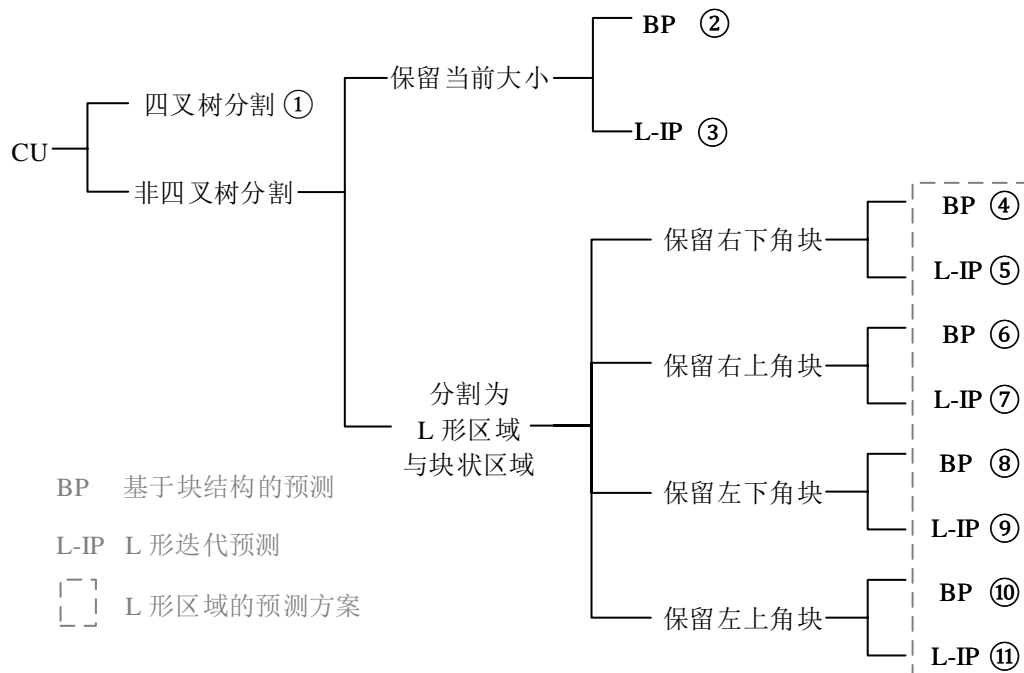 BP ②
保留当前大小
四叉树分割 ①
L-IP ③
CU
非四叉树分割
BP ④
保留右下角块
L-IP ⑤
BP ⑥
保留右上角块
L-IP ⑦
分割为
L 形区域
与块状区域
BP ⑧
保留左下角块
L-IP ⑨
BP ⑩
保留左上角块
L-IP ⑪
BP 基于块结构的预测
L-IP L 形迭代预测
L 形区域的预测方案